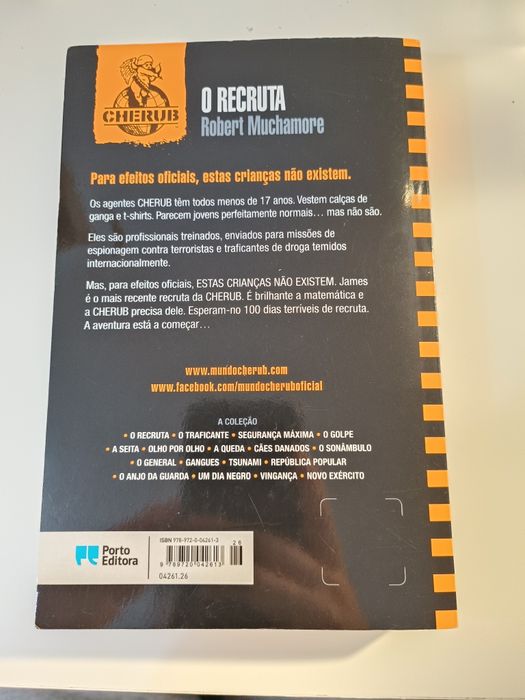 CHERUB
O RECRUTA
Robert Muchamore
Para efeitos oficiais, estas crianças não existem.
Os agentes CHERUB têm todos menos de 17 anos. Vestem calças de
ganga e t-shirts. Parecem jovens perfeitamente normais... mas não são.
Eles são profissionais treinados, enviados para missões de
espionagem contra terroristas e traficantes de droga temidos
internacionalmente.
Mas, para efeitos oficiais, ESTAS CRIANÇAS NÃO EXISTEM. James
é o mais recente recruta da CHERUB. É brilhante a matemática e
a CHERUB precisa dele. Esperam-no 100 dias terríveis de recruta.
A aventura está a começar...
www.mundocherub.com
www.facebook.com/mundocheruboficial
A COLEÇÃO
• O RECRUTA • O TRAFICANTE • SEGURANÇA MÁXIMA • O GOLPE
• A SEITA • OLHO POR OLHO • A QUEDA • CÃES DANADOS • O SONÂMBULO
• O GENERAL • GANGUES • TSUNAMI • REPÚBLICA POPULAR
• O ANJO DA GUARDA • UM DIA NEGRO • VINGANÇA • NOVO EXÉRCITO
Porto
Editora
ISBN 978-972-0-04261-3
26
9 789720 042613
04261.26